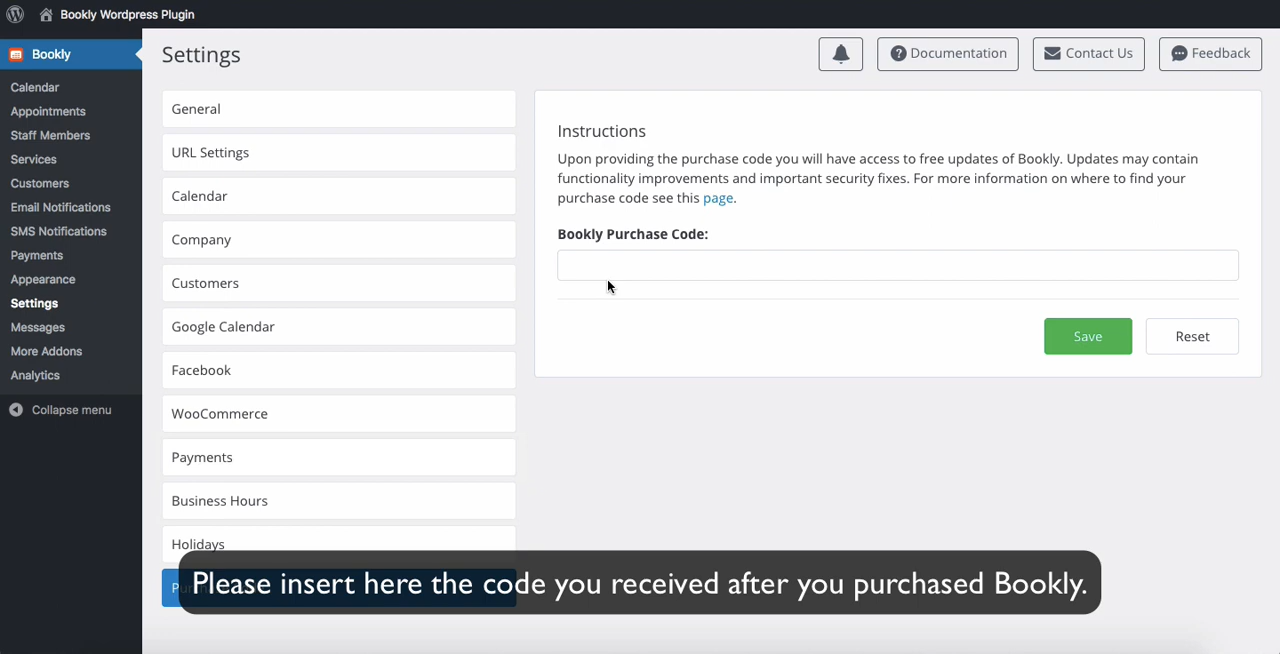 Bookly Wordpress Plugin
Bookly
Calendar
Appointments
Staff Members
Services
Customers
Email Notifications
SMS Notifications
Payments
Appearance
Settings
Messages
More Addons
Analytics
Collapse menu
Settings
Documentation
Contact Us
Feedback
General
URL Settings
Calendar
Company
Customers
Google Calendar
Facebook
WooCommerce
Payments
Business Hours
Holidays
Instructions
Upon providing the purchase code you will have access to free updates of Bookly. Updates may contain
functionality improvements and important security fixes. For more information on where to find your
purchase code see this page.
Bookly Purchase Code:
Save
Reset
Please insert here the code you received after you purchased Bookly.